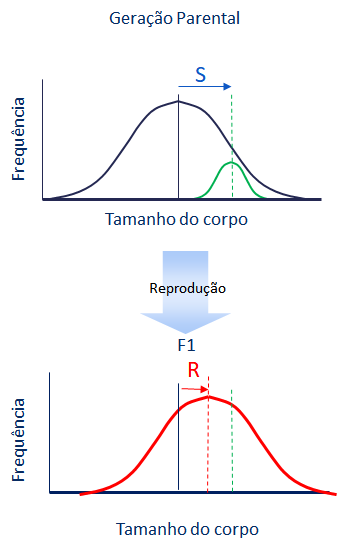 Geração Parental
S
Frequência
Tamanho do corpo
Reprodução
F1
R
Frequência
Tamanho do corpo